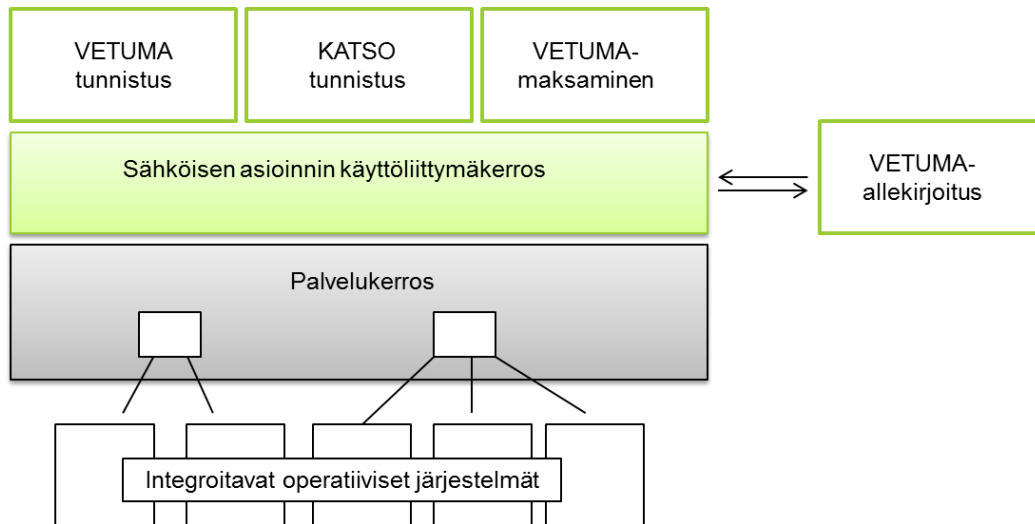 VETUMA
tunnistus
KATSO
tunnistus
VETUMA-
maksaminen
Sähköisen asioinnin käyttöliittymäkerros
VETUMA-
allekirjoitus
Palvelukerros
Integroitavat operatiiviset järjestelmät